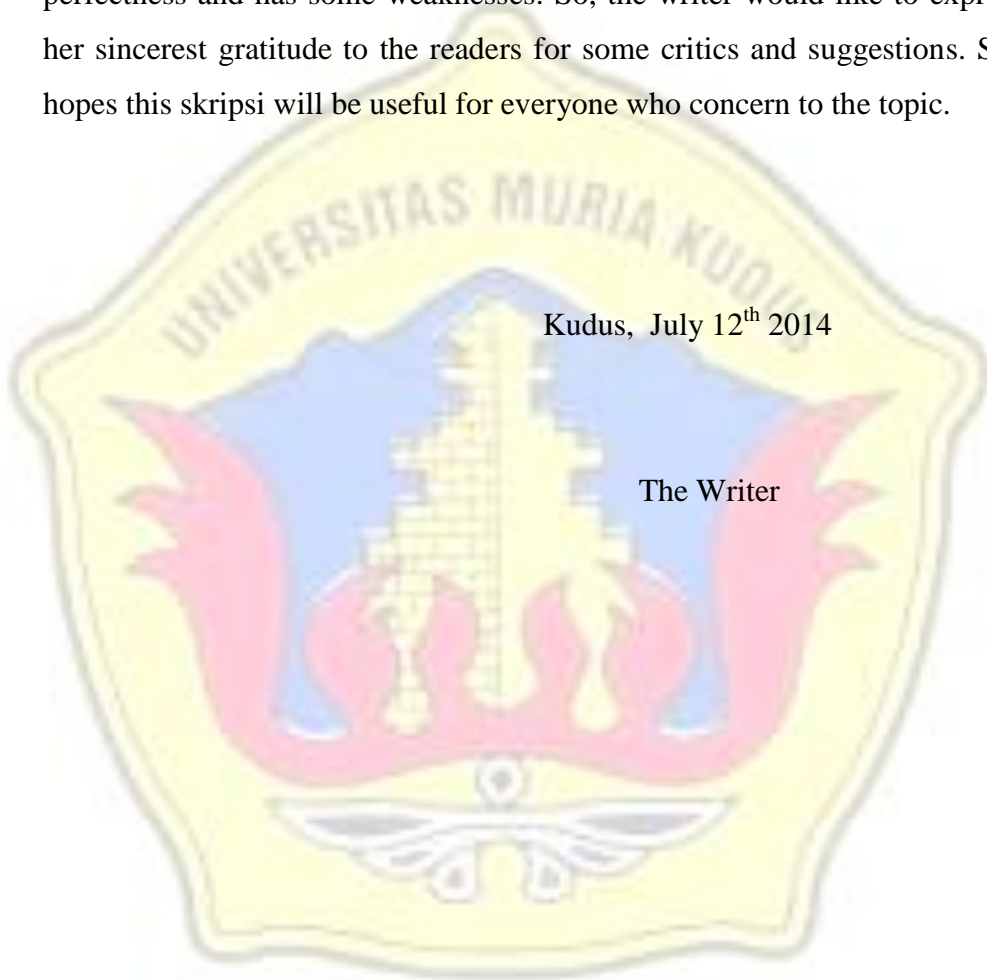 perfectness and has some weaknesses. So, the writer would like to expr
her sincerest gratitude to the readers for some critics and suggestions. S
hopes this skripsi will be useful for everyone who concern to the topic.
UNIVERSITAS MURIA KUDUS
Kudus, July 12th 2014
The Writer